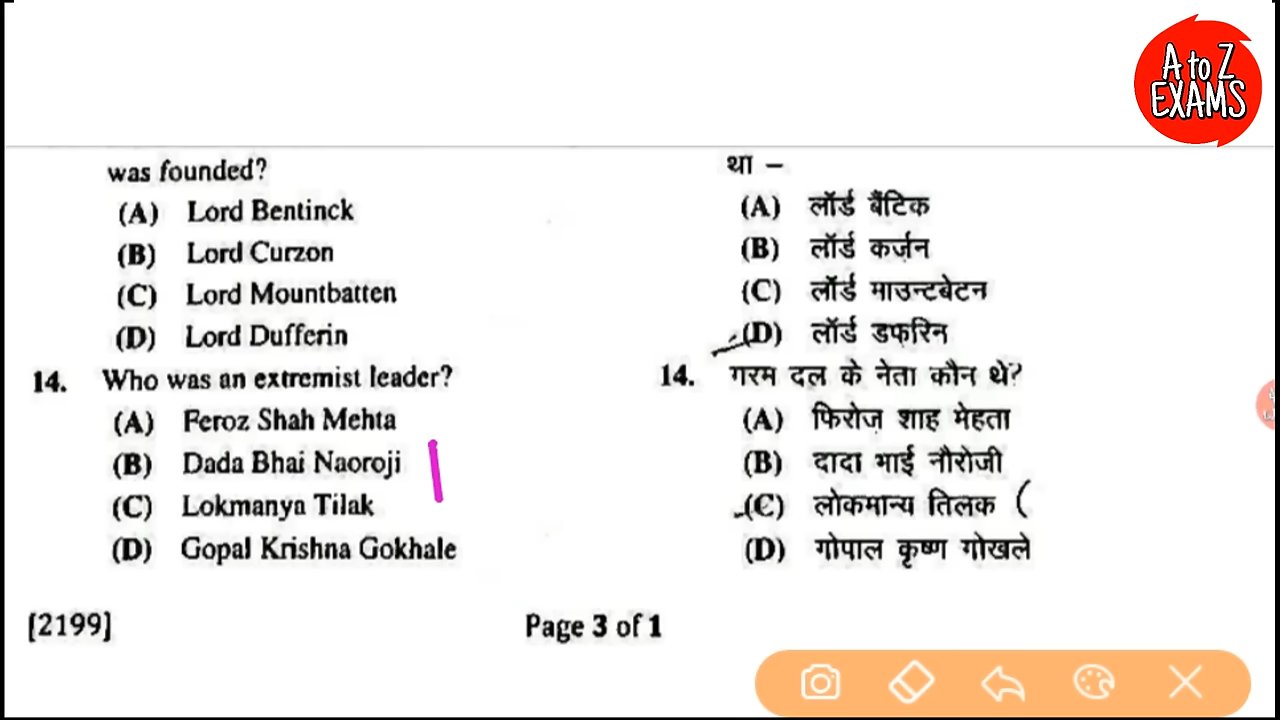 A to Z
EXAMS
was founded?
(A) Lord Bentinck
(B) Lord Curzon
(C) Lord Mountbatten
(D) Lord Dufferin
14. Who was an extremist leader?
(A) Feroz Shah Mehta
(B) Dada Bhai Naoroji
(C) Lokmanya Tilak
(D) Gopal Krishna Gokhale
था –
(A) लॉर्ड बैंटिक
(B) लॉर्ड कर्ज़न
(C) लॉर्ड माउन्टबेटन
(D) लॉर्ड डफरिन
14. गरम दल के नेता कौन थे?
(A) फिरोज़ शाह मेहता
(B) दादा भाई नौरोजी
(C) लोकमान्य तिलक (
(D) गोपाल कृष्ण गोखले
[2199]
Page 3 of 1